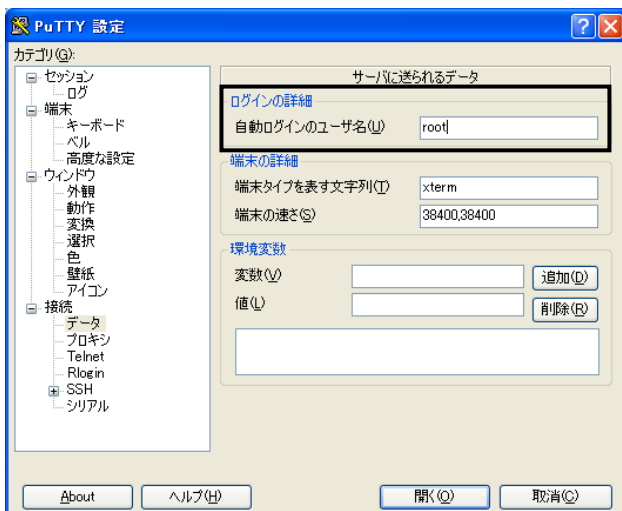 PuTTY 設定
カテゴリ(G):
セッション
ログ
端末
キーボード
ベル
高度な設定
ウィンドウ
外観
動作
変換
選択
色
壁紙
アイコン
接続
データ
プロキシ
Telnet
Rlogin
SSH
シリアル
サーバに送られるデータ
ログインの詳細
自動ログインのユーザ名(U) root
端末の詳細
端末タイプを表す文字列(T) xterm
端末の速さ(S) 38400,38400
環境変数
変数(V) 追加(D)
値(L) 削除(R)
About ヘルプ(H) 開く(O) 取消(C)